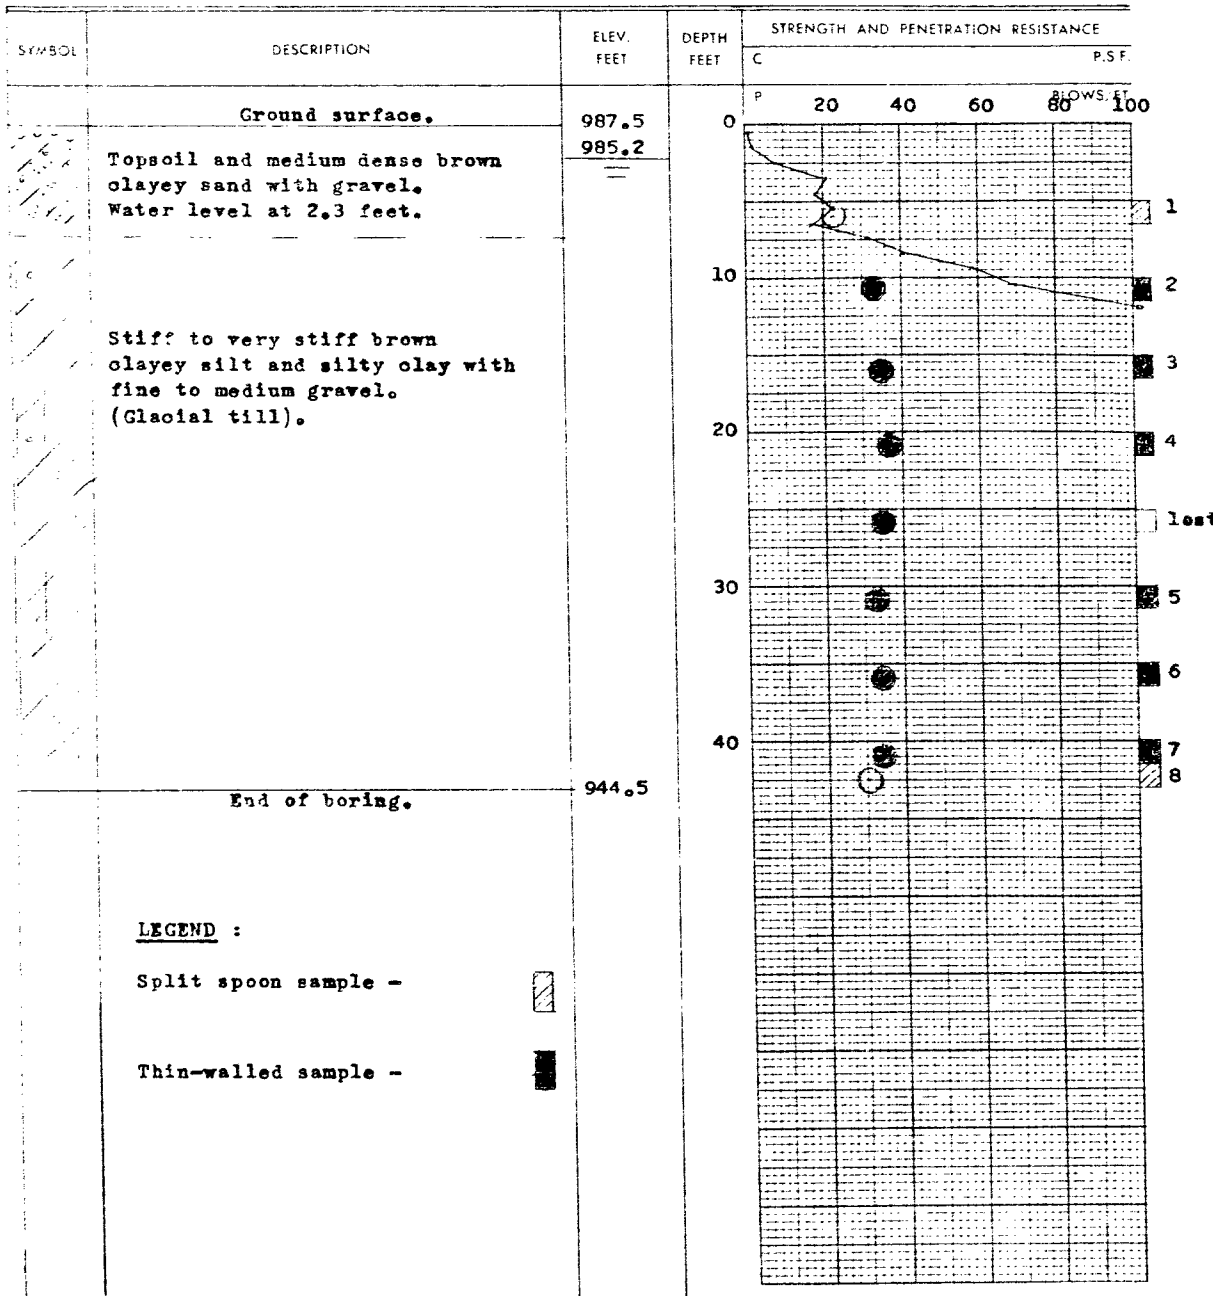 SYMBOL
DESCRIPTION
ELEV.
FEET
DEPTH
FEET
STRENGTH AND PENETRATION RESISTANCE
C P.S.F.
P BLOWS/FT.
20 40 60 100
Ground surface.
987.5
985.2
0
Topsoil and medium dense brown
clayey sand with gravel.
Water level at 2.3 feet.
1
10
2
Stiff to very stiff brown
clayey silt and silty clay with
fine to medium gravel.
(Glacial till).
3
20
4
lost
30
5
6
40
7
8
End of boring.
944.5
LEGEND :
Split spoon sample -
Thin-walled sample -